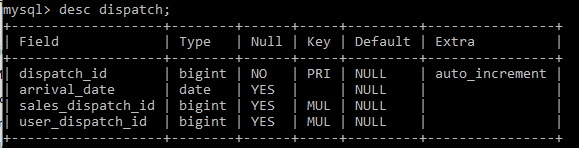 mysql> desc dispatch;
+-------------------+--------+------+-----+---------+----------------+
| Field             | Type   | Null | Key | Default | Extra          |
+-------------------+--------+------+-----+---------+----------------+
| dispatch_id       | bigint | NO   | PRI | NULL    | auto_increment |
| arrival_date      | date   | YES  |     | NULL    |                |
| sales_dispatch_id | bigint | YES  | MUL | NULL    |                |
| user_dispatch_id  | bigint | YES  | MUL | NULL    |                |
+-------------------+--------+------+-----+---------+----------------+